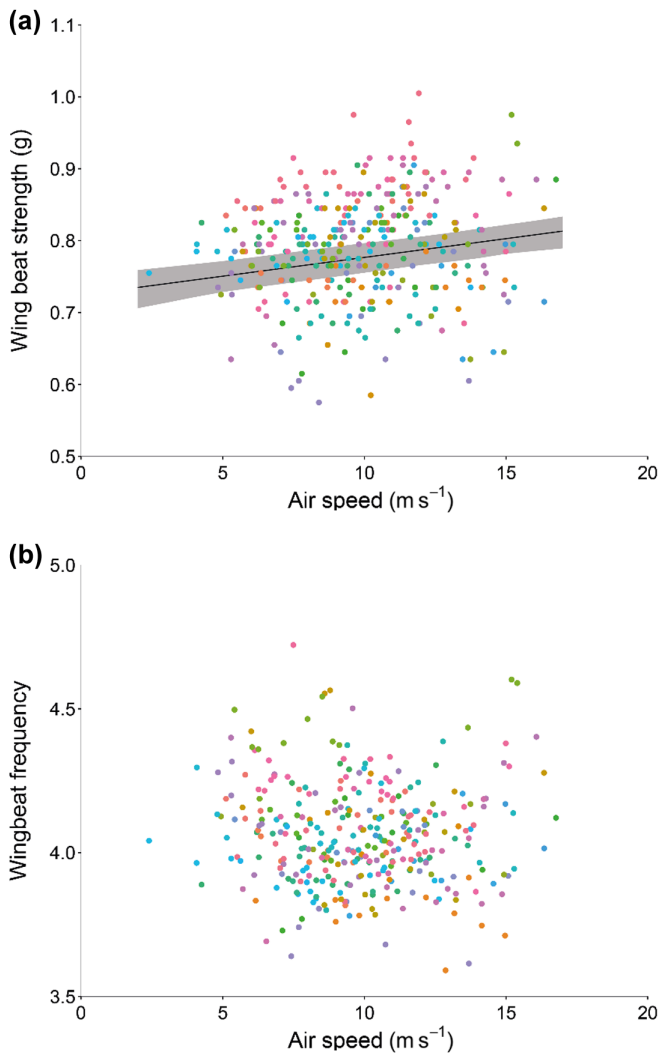 (a)
1.1
1.0
0.9
0.8
0.7
0.6
0.5
Wing beat strength (g)
0 5 10 15 20
Air speed (m s⁻¹)
(b)
5.0
4.5
4.0
3.5
Wingbeat frequency
0 5 10 15 20
Air speed (m s⁻¹)